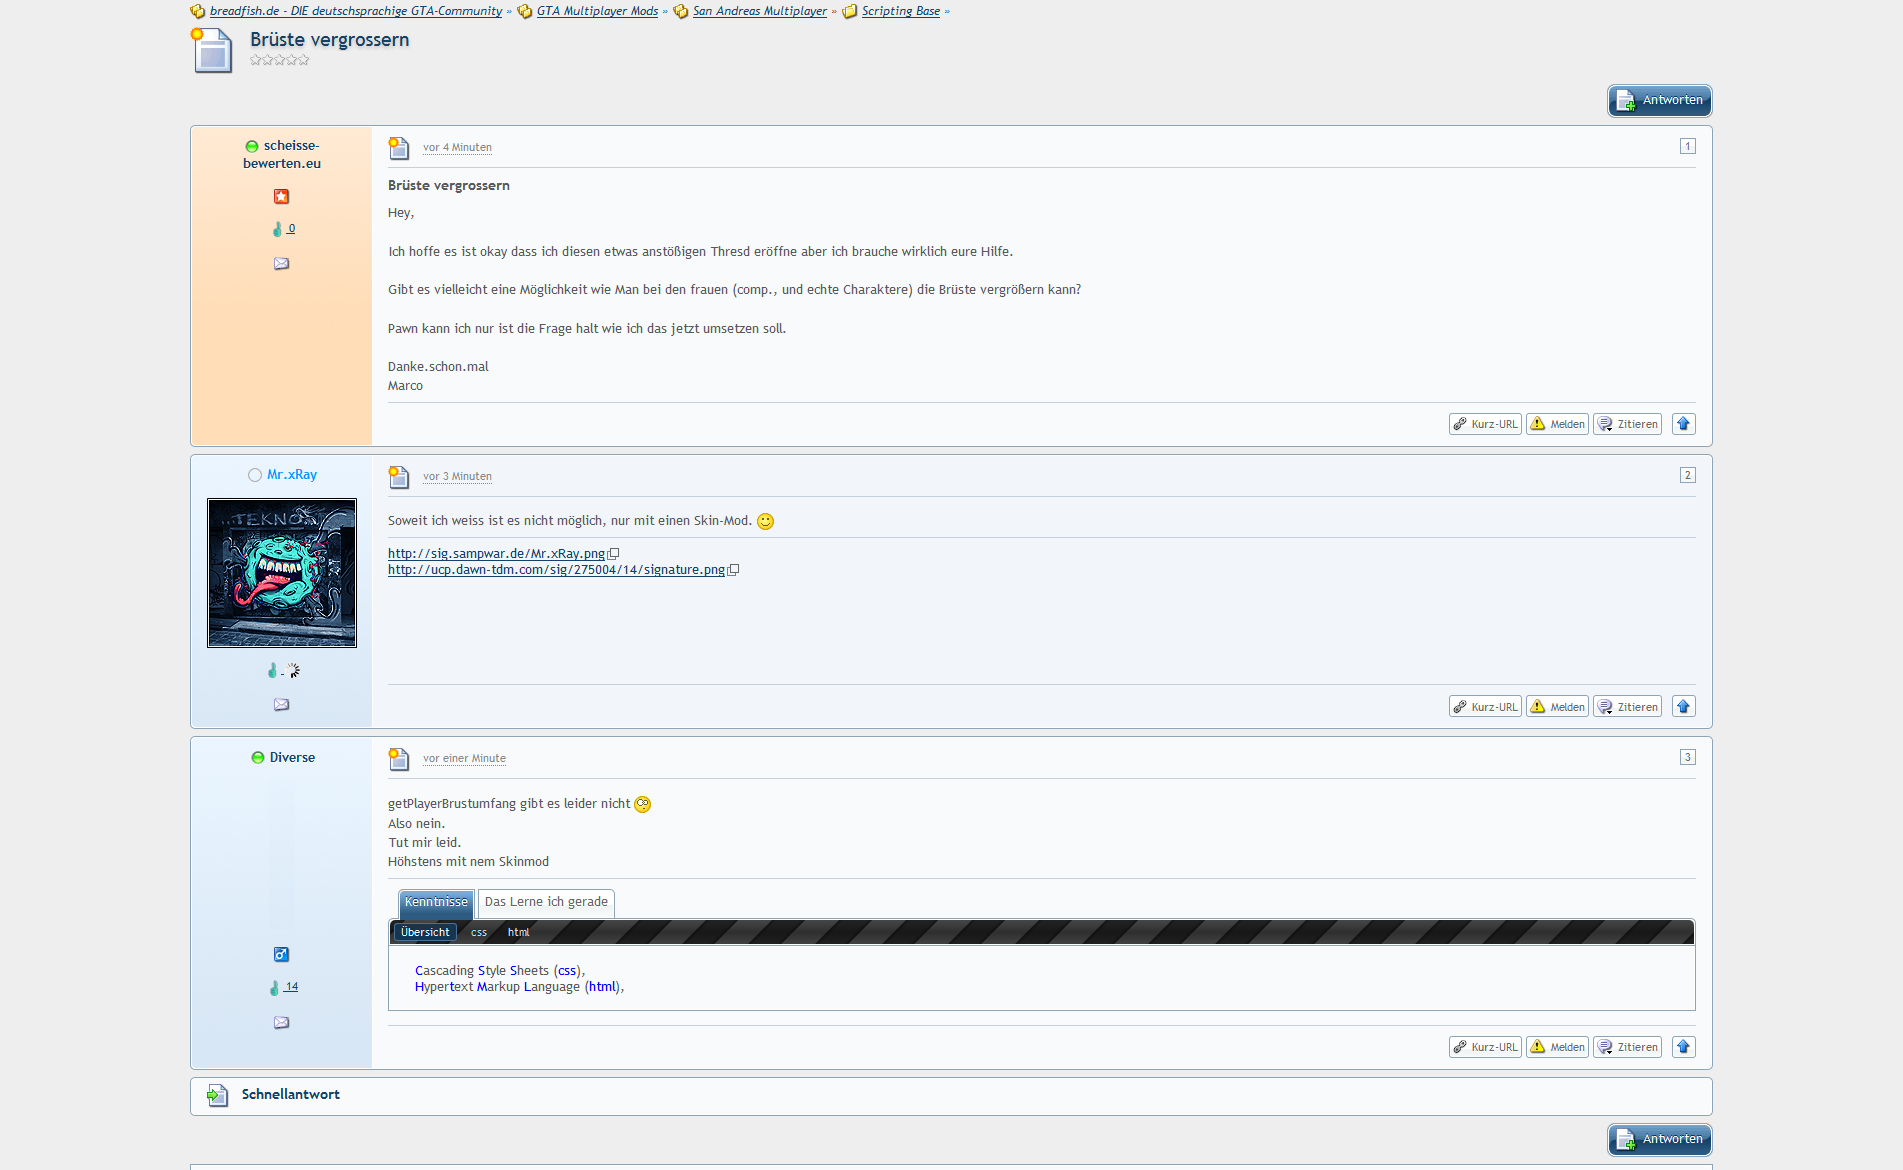 breadfish.de - DIE deutschsprachige GTA-Community » GTA Multiplayer Mods » San Andreas Multiplayer » Scripting Base »
Brüste vergrossern
Antworten
scheisse-
bewerten.eu
0
vor 4 Minuten
1
Brüste vergrossern
Hey,
Ich hoffe es ist okay dass ich diesen etwas anstößigen Thresd eröffne aber ich brauche wirklich eure Hilfe.
Gibt es vielleicht eine Möglichkeit wie Man bei den frauen (comp., und echte Charaktere) die Brüste vergrößern kann?
Pawn kann ich nur ist die Frage halt wie ich das jetzt umsetzen soll.
Danke.schon.mal
Marco
Kurz-URL Melden Zitieren
Mr.xRay
TEKNO
vor 3 Minuten
2
Soweit ich weiss ist es nicht möglich, nur mit einen Skin-Mod.
http://sig.sampwar.de/Mr.xRay.png
http://ucp.dawn-tdm.com/sig/275004/14/signature.png
Kurz-URL Melden Zitieren
Diverse
14
vor einer Minute
3
getPlayerBrustumfang gibt es leider nicht
Also nein.
Tut mir leid.
Höhstens mit nem Skinmod
Kenntnisse Das Lerne ich gerade
Übersicht css html
Cascading Style Sheets (css),
Hypertext Markup Language (html),
Kurz-URL Melden Zitieren
Schnellantwort
Antworten